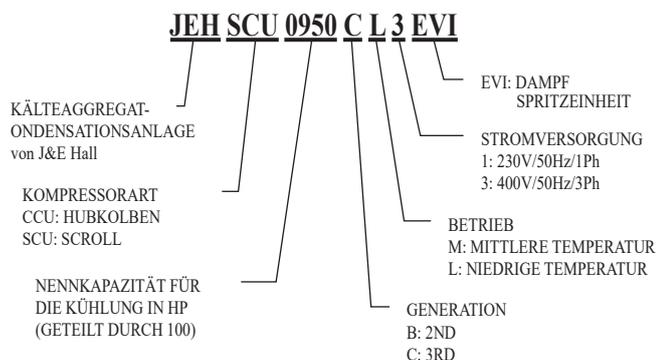 JEH SCU 0950 C L 3 EVI
EVI: DAMPF
SPRITZEINHEIT
KÄLTEAGGREGAT-
ONDENSATIONSANLAGE
von J&E Hall
STROMVERSORGUNG
1: 230V/50Hz/1Ph
3: 400V/50Hz/3Ph
KOMPRESSORART
CCU: HUBKOLBEN
SCU: SCROLL
BETRIEB
M: MITTLERE TEMPERATUR
L: NIEDRIGE TEMPERATUR
NENNKAPAZITÄT FÜR
DIE KÜHLUNG IN HP
(GETEILT DURCH 100)
GENERATION
B: 2ND
C: 3RD